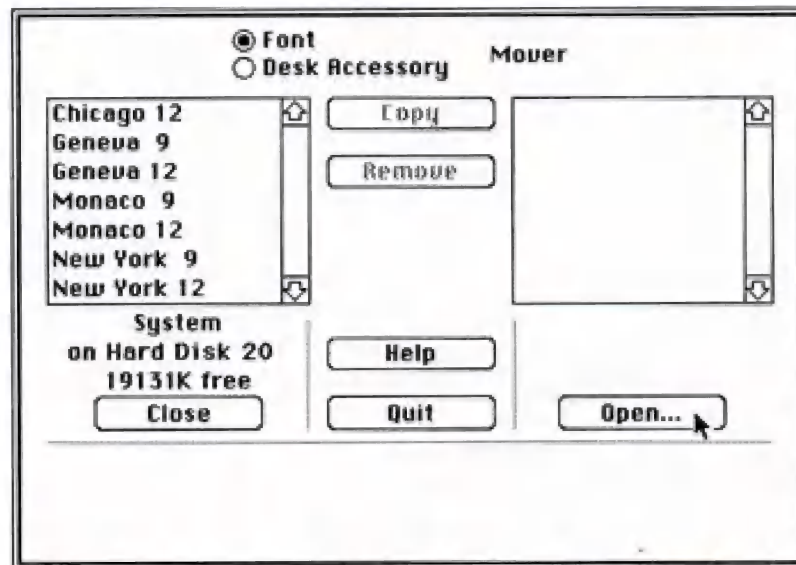 Font
Desk Accessory
Mover
Chicago 12
Geneva 9
Geneva 12
Monaco 9
Monaco 12
New York 9
New York 12
Copy
Remove
System
on Hard Disk 20
19131K free
Close
Help
Quit
Open...